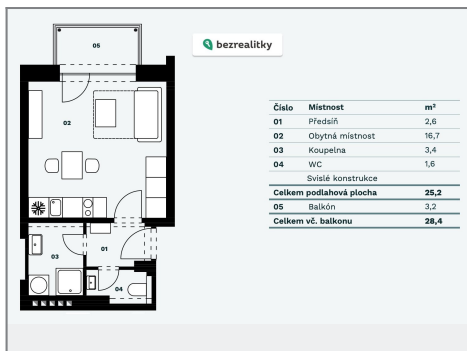 05
bezrealitky
02
03
01
04
Číslo Místnost m²
01 Předsíň 2,6
02 Obytná místnost 16,7
03 Koupelna 3,4
04 WC 1,6
Svislé konstrukce
Celkem podlahová plocha 25,2
05 Balkón 3,2
Celkem vč. balkonu 28,4